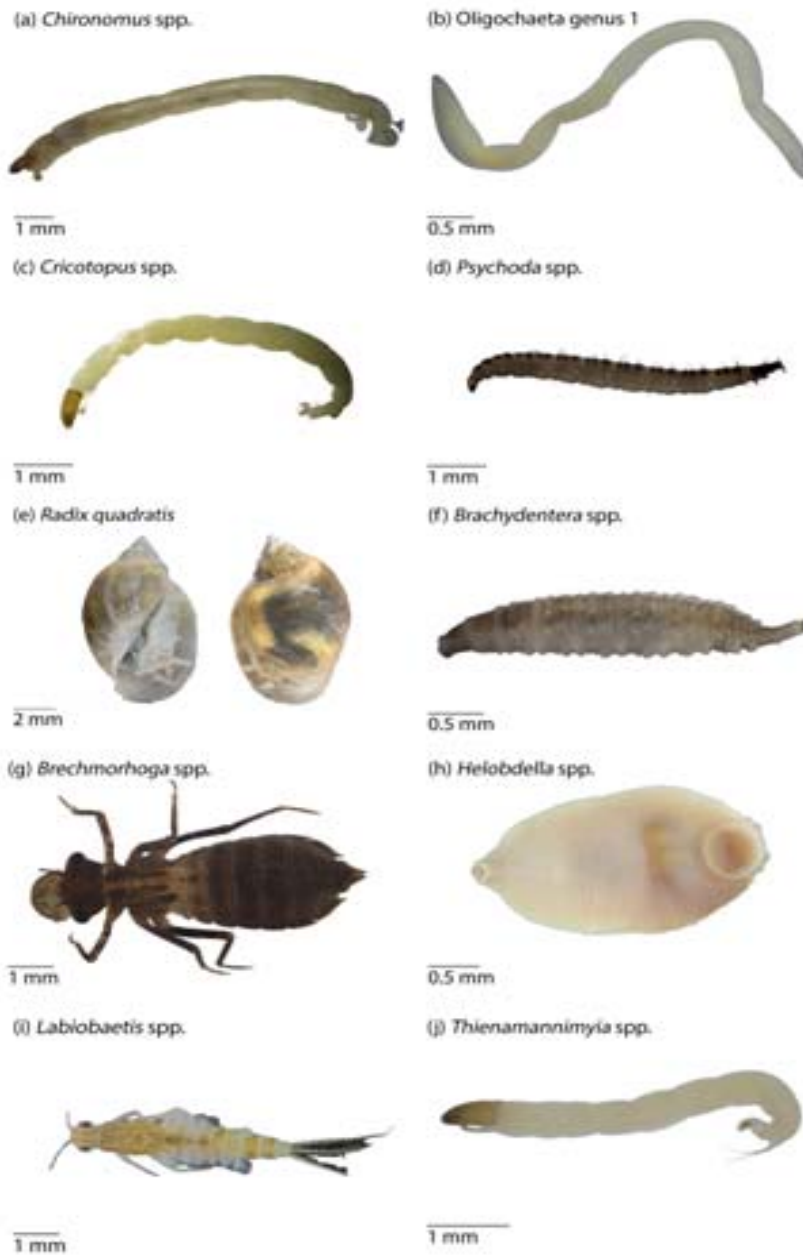 (a) Chironomus spp.
(b) Oligochaeta genus 1
1 mm
0.5 mm
(c) Cricotopus spp.
(d) Psychoda spp.
1 mm
1 mm
(e) Radix quadratis
(f) Brachydentera spp.
2 mm
0.5 mm
(g) Brechmorhoga spp.
(h) Helobdella spp.
1 mm
0.5 mm
(i) Labiobaetis spp.
(j) Thienamannimyia spp.
1 mm
1 mm